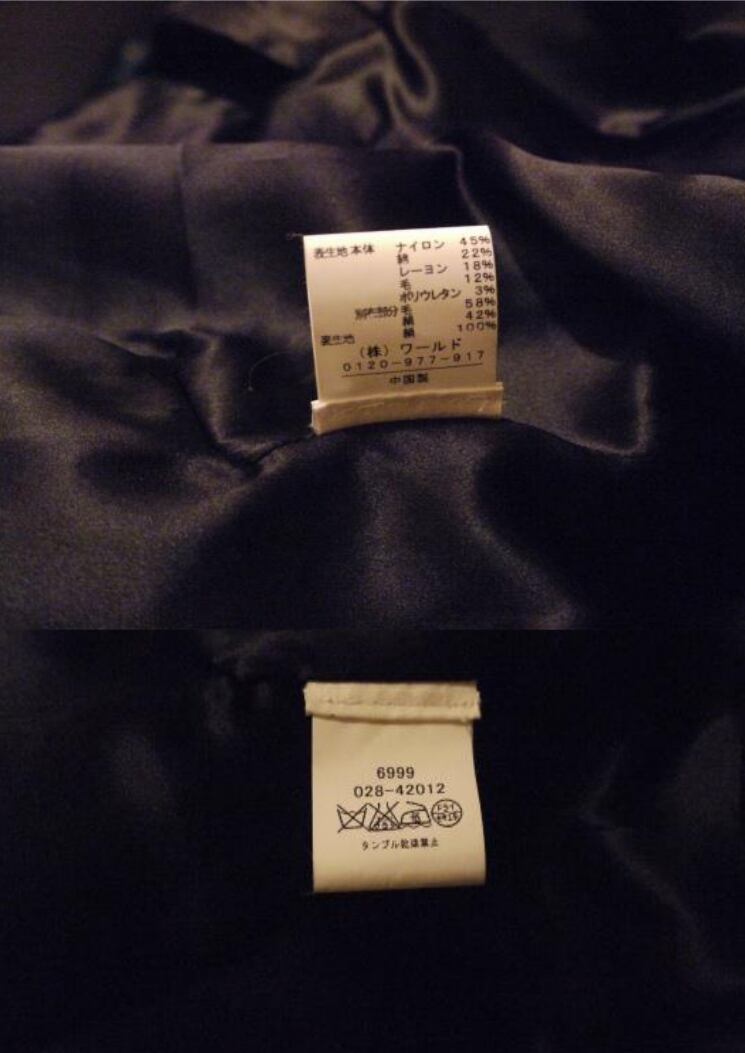 表生地本体 ナイロン 45%
綿 22%
レーヨン 18%
毛 12%
ポリウレタン 3%
別布部分 毛 58%
絹 42%
裏生地 絹 100%
(株) ワールド
0120-977-917
中国製
6999
028-42012
タンブル乾燥禁止